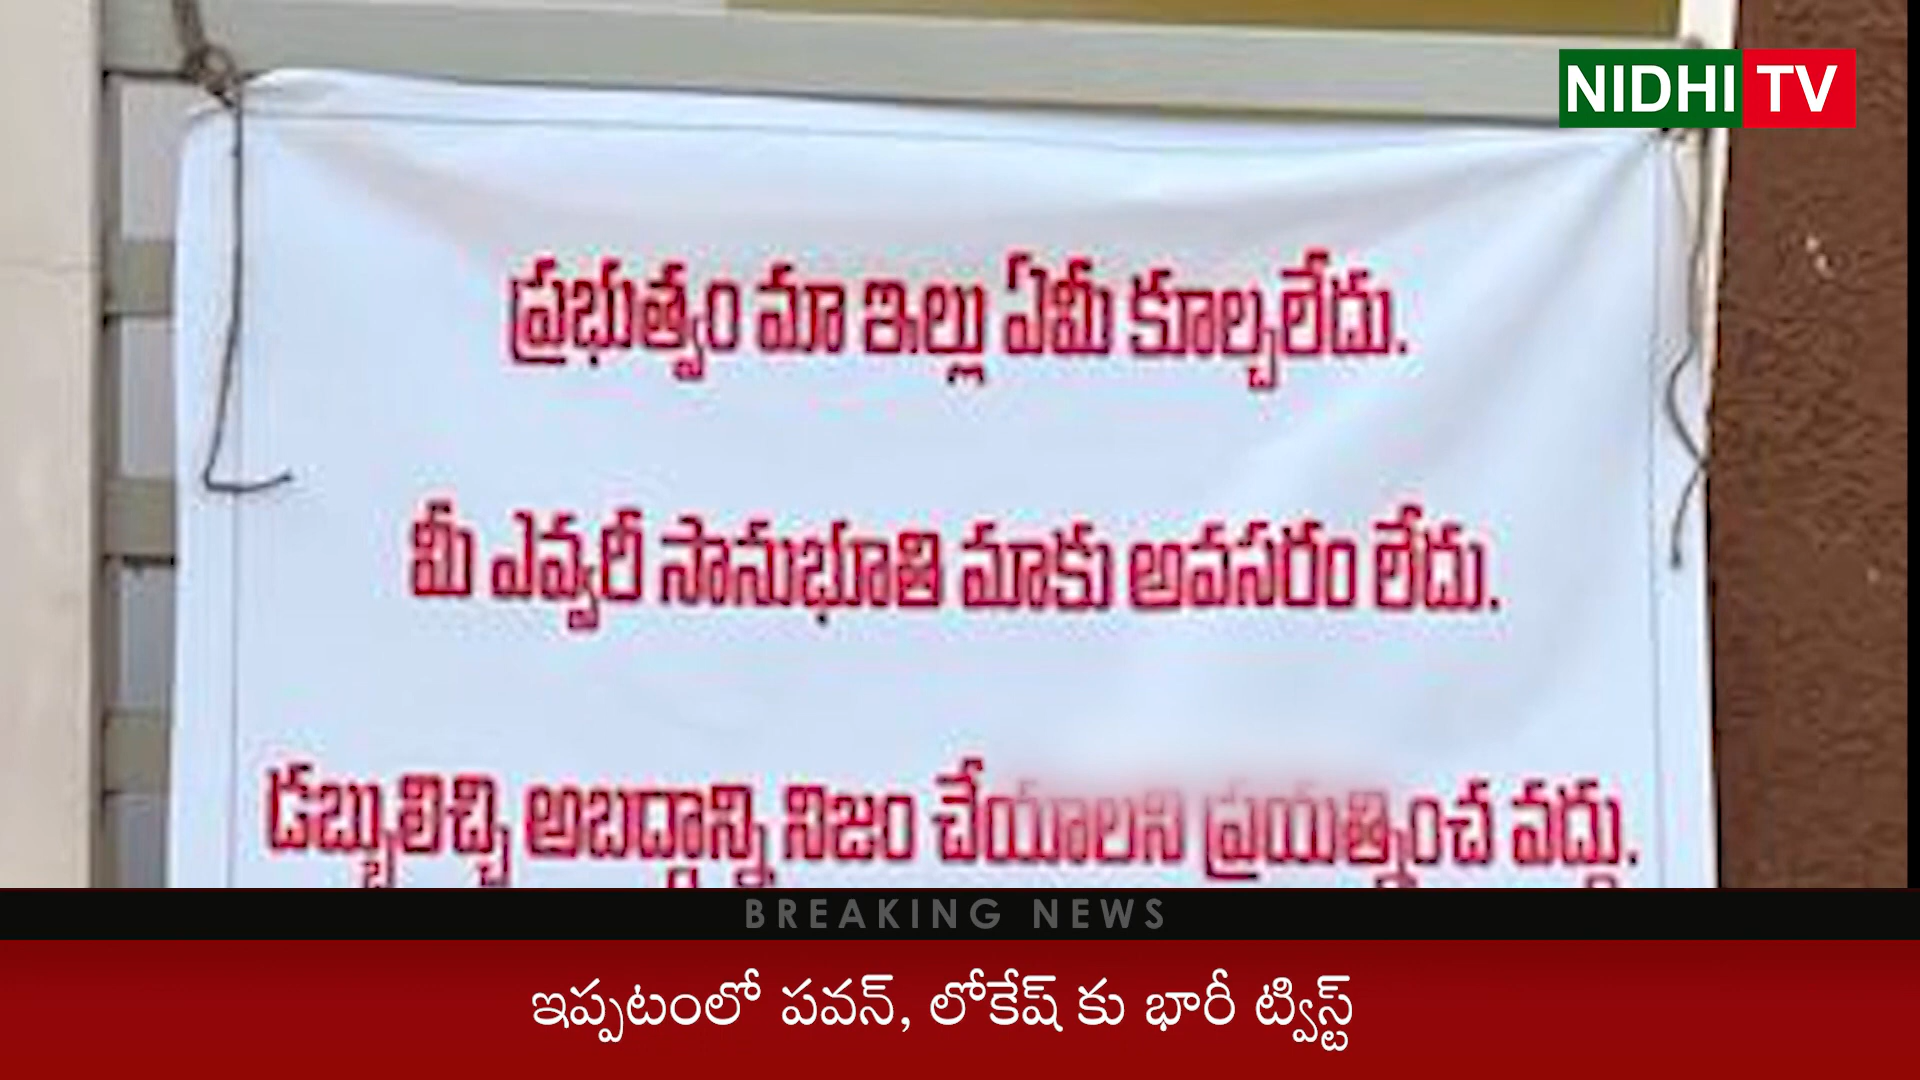 NIDHI TV
ప్రభుత్వం మా ఇల్లు ఏమీ కూల్చలేదు.
మీ ఎవ్వరీ సానుభూతి మాకు అవసరం లేదు.
డబ్బులిచ్చి అబద్దాన్ని నిజం చేయాలని ప్రయత్నించ వద్దు.
BREAKING NEWS
ఇప్పటంలో పవన్, లోకేష్ కు భారీ ట్విస్ట్